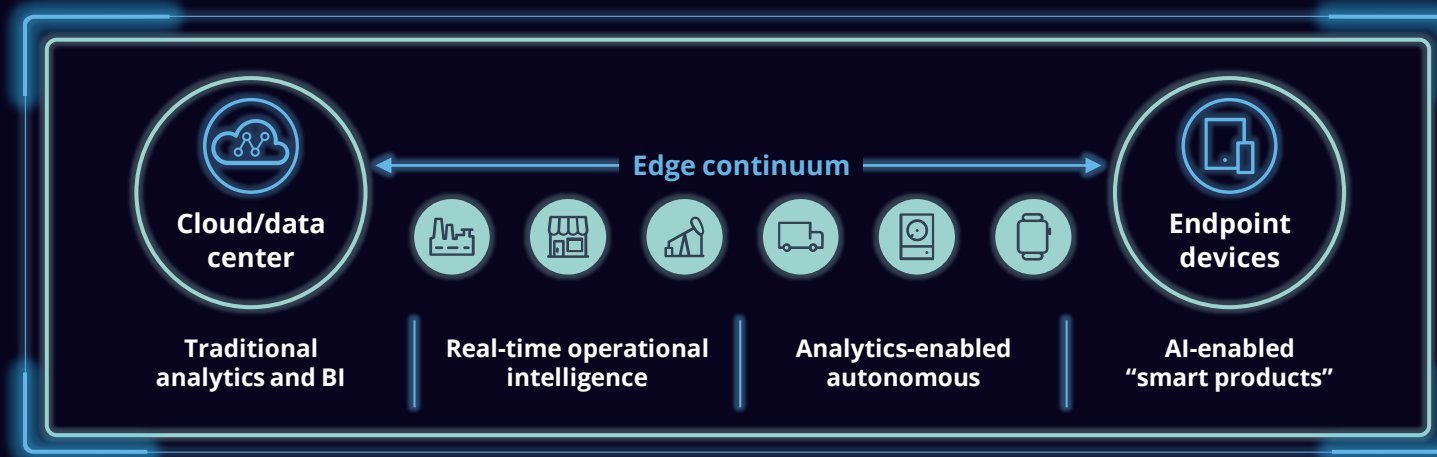 Edge continuum
Cloud/data
center
Endpoint
devices
Traditional
analytics and BI
Real-time operational
intelligence
Analytics-enabled
autonomous
AI-enabled
“smart products”